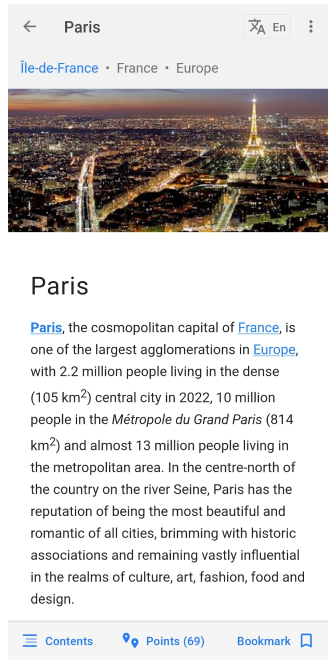 Paris
En
Île-de-France • France • Europe
Paris
Paris, the cosmopolitan capital of France, is
one of the largest agglomerations in Europe,
with 2.2 million people living in the dense
(105 km²) central city in 2022, 10 million
people in the Métropole du Grand Paris (814
km²) and almost 13 million people living in
the metropolitan area. In the centre-north of
the country on the river Seine, Paris has the
reputation of being the most beautiful and
romantic of all cities, brimming with historic
associations and remaining vastly influential
in the realms of culture, art, fashion, food and
design.
Contents
Points (69)
Bookmark